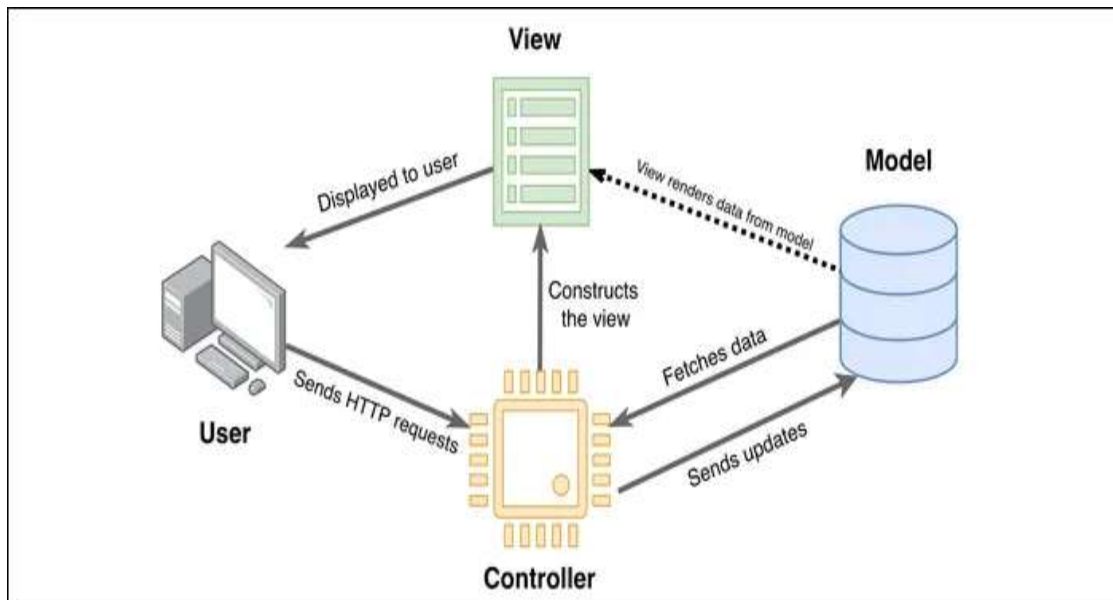 View
Displayed to user
View renders data from model
Model
Constructs
the view
Fetches data
Sends HTTP requests
User
Sends updates
Controller